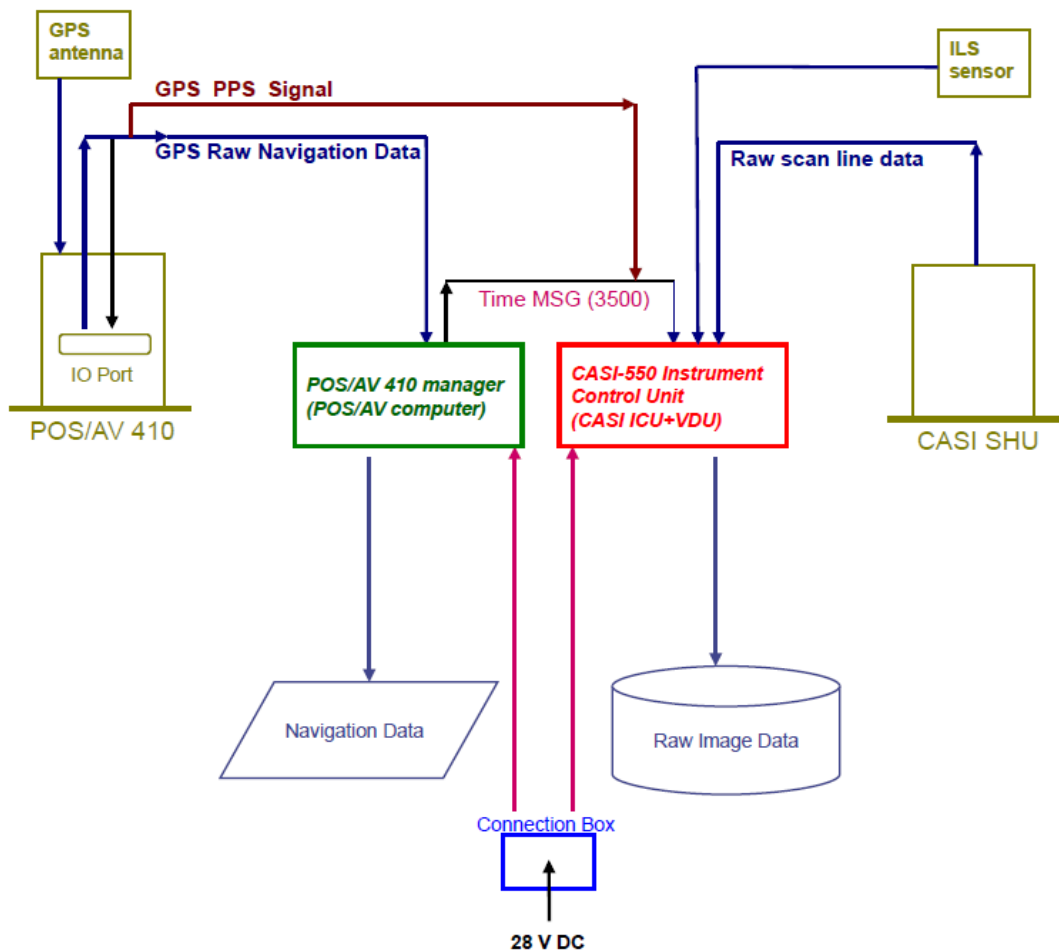 GPS
antenna
ILS
sensor
GPS PPS Signal
GPS Raw Navigation Data
Raw scan line data
Time MSG (3500)
IO Port
POS/AV 410
POS/AV 410 manager
(POS/AV computer)
CASI-550 Instrument
Control Unit
(CASI ICU+VDU)
CASI SHU
Navigation Data
Raw Image Data
Connection Box
28 V DC